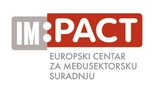 IM:PACT
EUROPSKI CENTAR
ZA MEĐUSEKTORSKU
SURADNJU